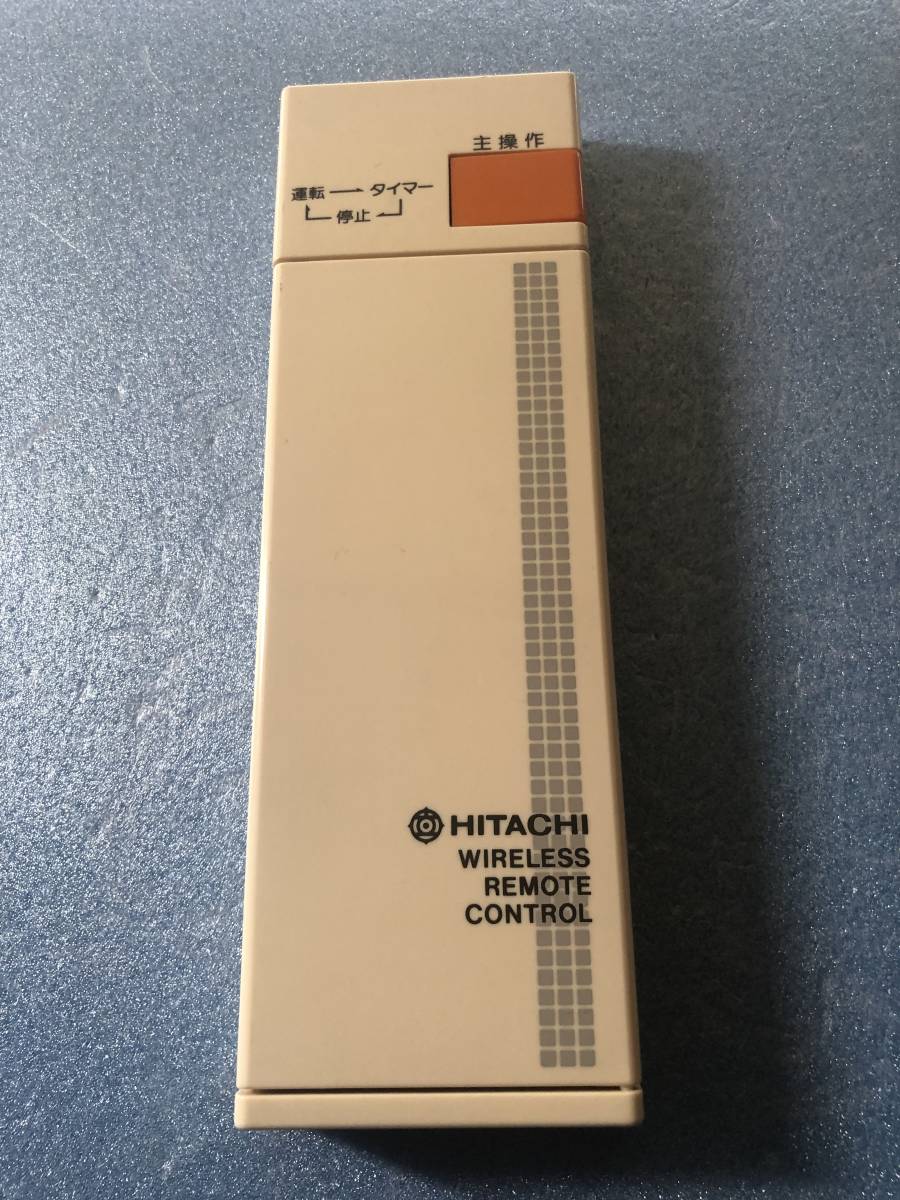 主操作
運転 → タイマー
停止
HITACHI
WIRELESS
REMOTE
CONTROL